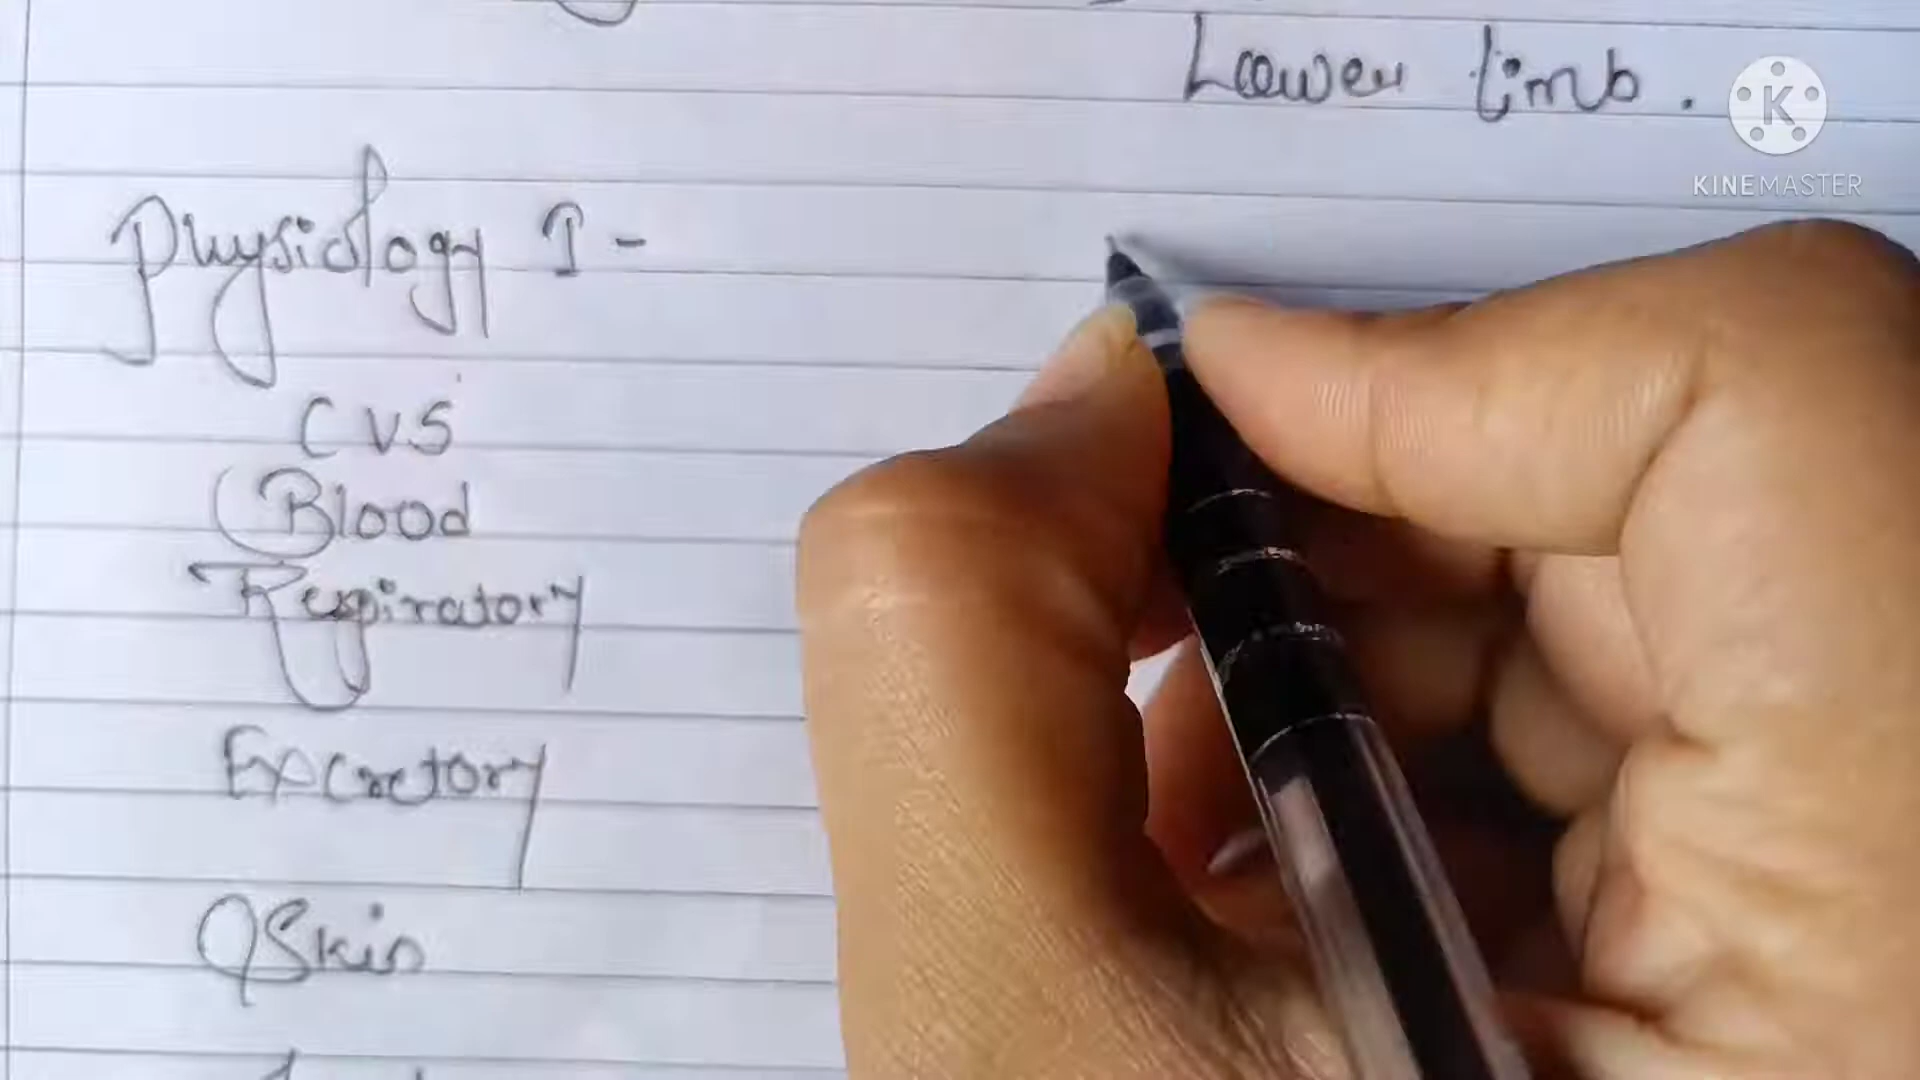 Lower limb.
K
KINEMASTER
Physiology I -
CVS
Blood
Respiratory
Excretory
Skin